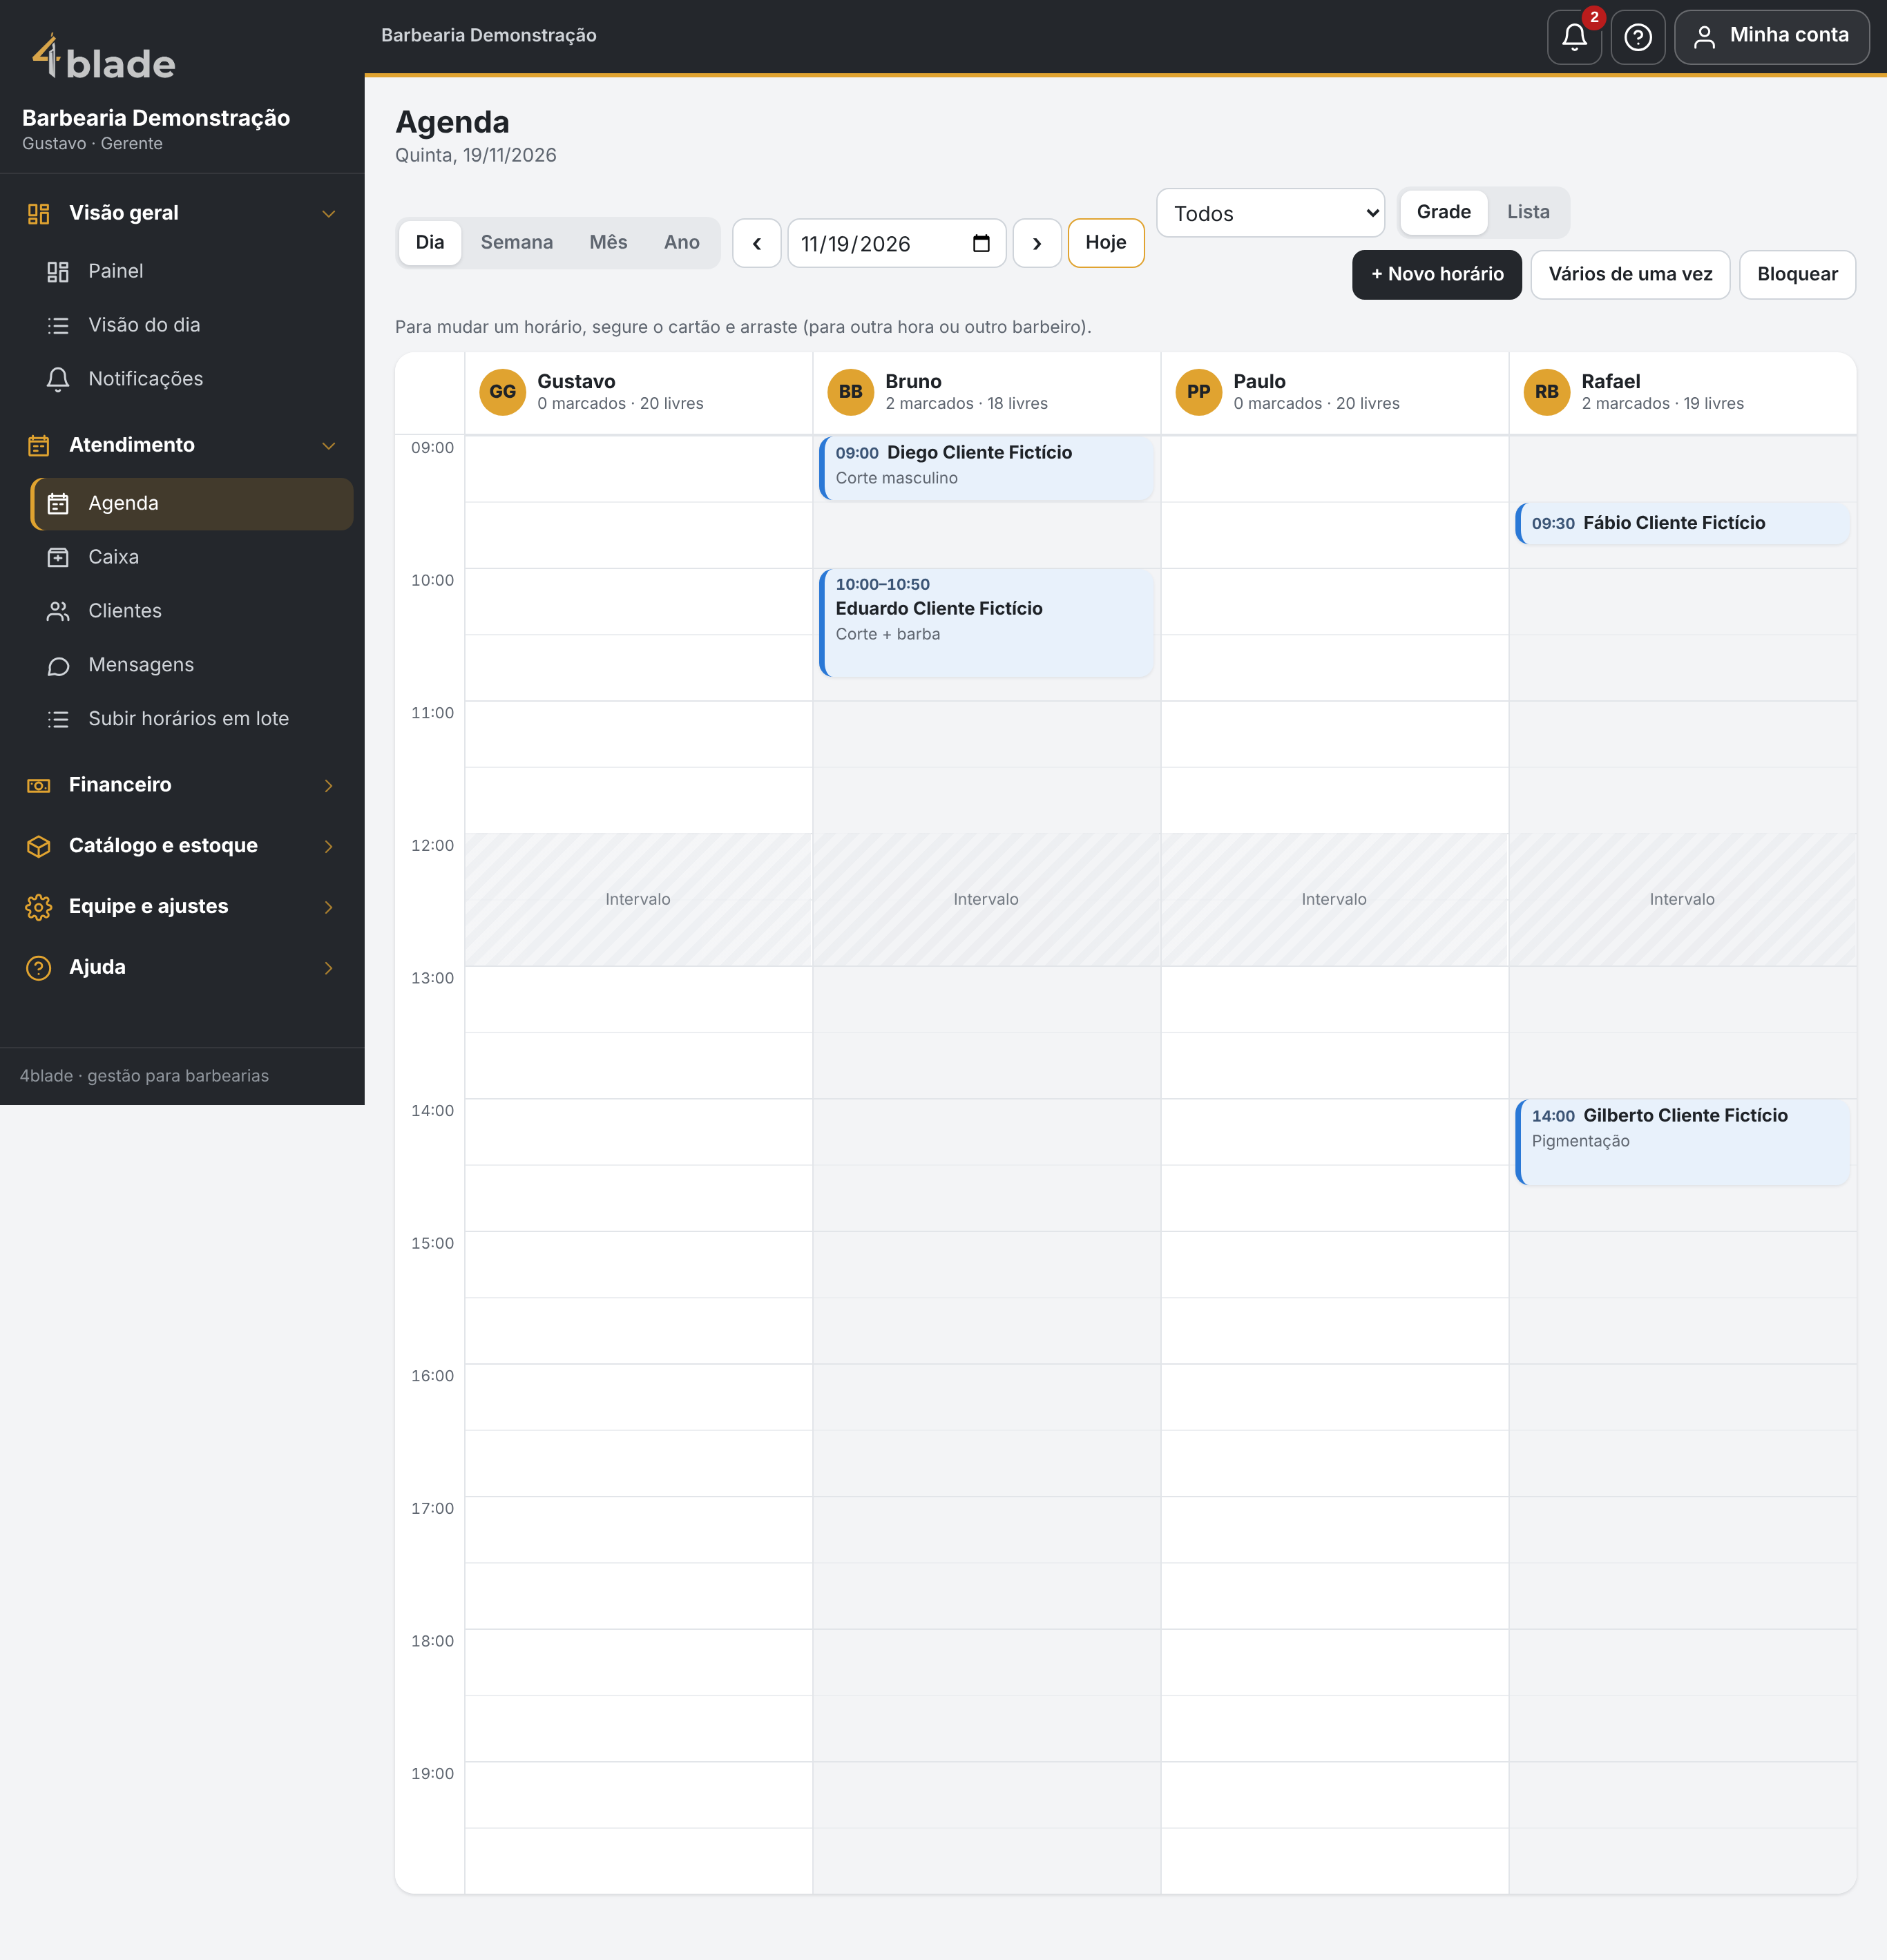 4blade
Barbearia Demonstração
Gustavo · Gerente
Visão geral
Painel
Visão do dia
Notificações
Atendimento
Agenda
Caixa
Clientes
Mensagens
Subir horários em lote
Financeiro
Catálogo e estoque
Equipe e ajustes
Ajuda
4blade · gestão para barbearias
Barbearia Demonstração
2
Minha conta
Agenda
Quinta, 19/11/2026
Dia Semana Mês Ano
‹ 11/19/2026 › Hoje
Todos
Grade Lista
+ Novo horário Vários de uma vez Bloquear
Para mudar um horário, segure o cartão e arraste (para outra hora ou outro barbeiro).
GG Gustavo
0 marcados · 20 livres
BB Bruno
2 marcados · 18 livres
PP Paulo
0 marcados · 20 livres
RB Rafael
2 marcados · 19 livres
09:00
09:00 Diego Cliente Fictício
Corte masculino
09:30 Fábio Cliente Fictício
10:00
10:00–10:50
Eduardo Cliente Fictício
Corte + barba
11:00
12:00
Intervalo Intervalo Intervalo Intervalo
13:00
14:00
14:00 Gilberto Cliente Fictício
Pigmentação
15:00
16:00
17:00
18:00
19:00